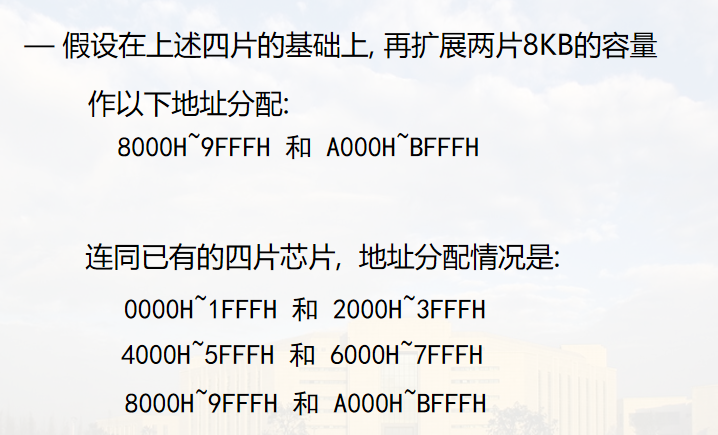 — 假设在上述四片的基础上, 再扩展两片8KB的容量
作以下地址分配:
8000H~9FFFH 和 A000H~BFFFH
连同已有的四片芯片, 地址分配情况是:
0000H~1FFFH 和 2000H~3FFFH
4000H~5FFFH 和 6000H~7FFFH
8000H~9FFFH 和 A000H~BFFFH